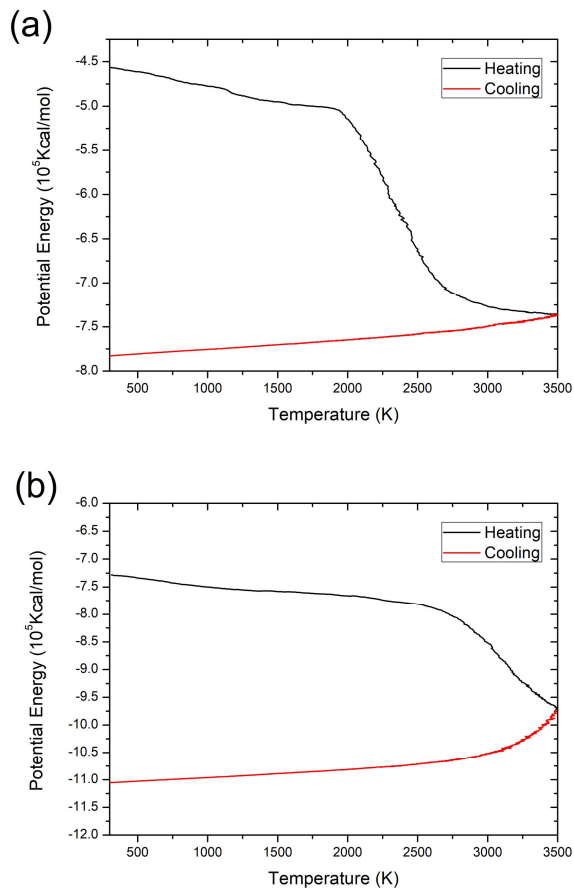 (a)
-4.5
-5.0
-5.5
-6.0
-6.5
-7.0
-7.5
-8.0
Potential Energy (10⁵Kcal/mol)
Heating
Cooling
500 1000 1500 2000 2500 3000 3500
Temperature (K)
(b)
-6.0
-6.5
-7.0
-7.5
-8.0
-8.5
-9.0
-9.5
-10.0
-10.5
-11.0
-11.5
-12.0
Potential Energy (10⁵Kcal/mol)
Heating
Cooling
500 1000 1500 2000 2500 3000 3500
Temperature (K)